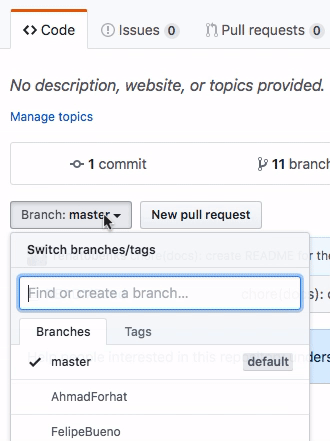 Code Issues 0 Pull requests 0
No description, website, or topics provided.
Manage topics
1 commit 11 branch
Branch: master New pull request
Switch branches/tags
Find or create a branch...
Branches Tags
master default
AhmadForhat
FelipeBueno